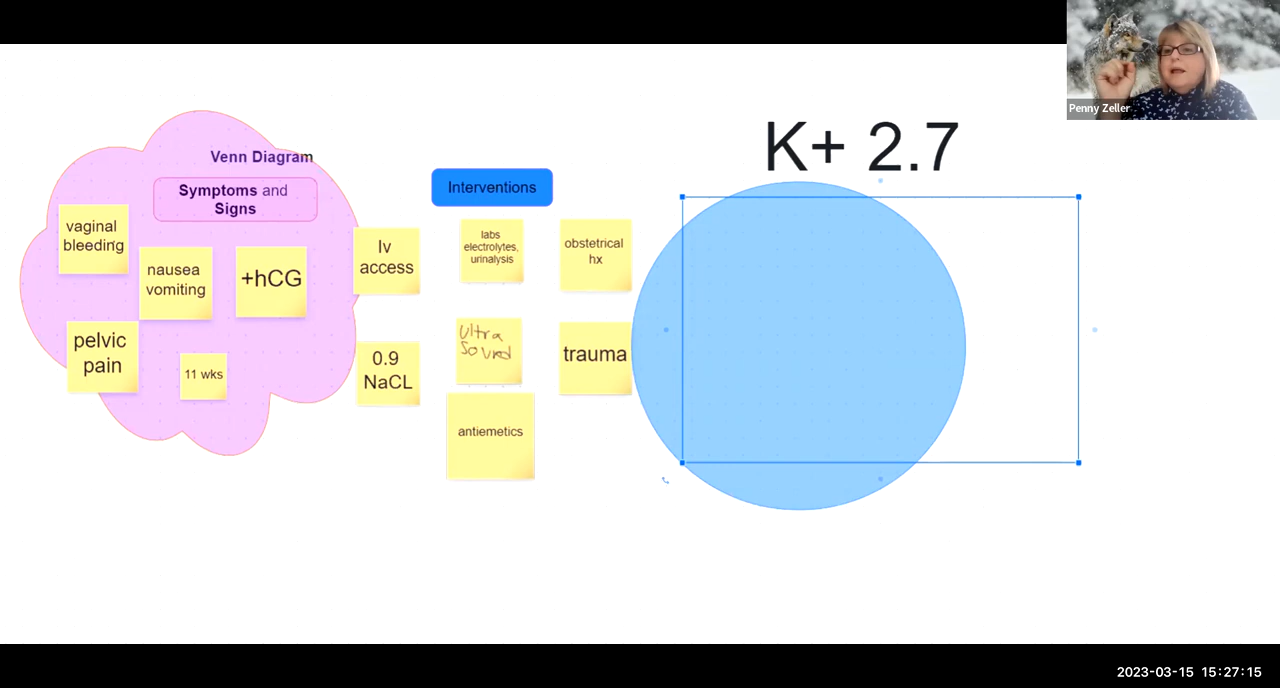 Penny Zeller
K+ 2.7
Venn Diagram
Symptoms and
Signs
vaginal
bleeding
nausea
vomiting
+hCG
pelvic
pain
11 wks
Interventions
Iv
access
labs
electrolytes,
urinalysis
obstetrical
hx
0.9
NaCL
Ultra
Sound
trauma
antiemetics
2023-03-15 15:27:15